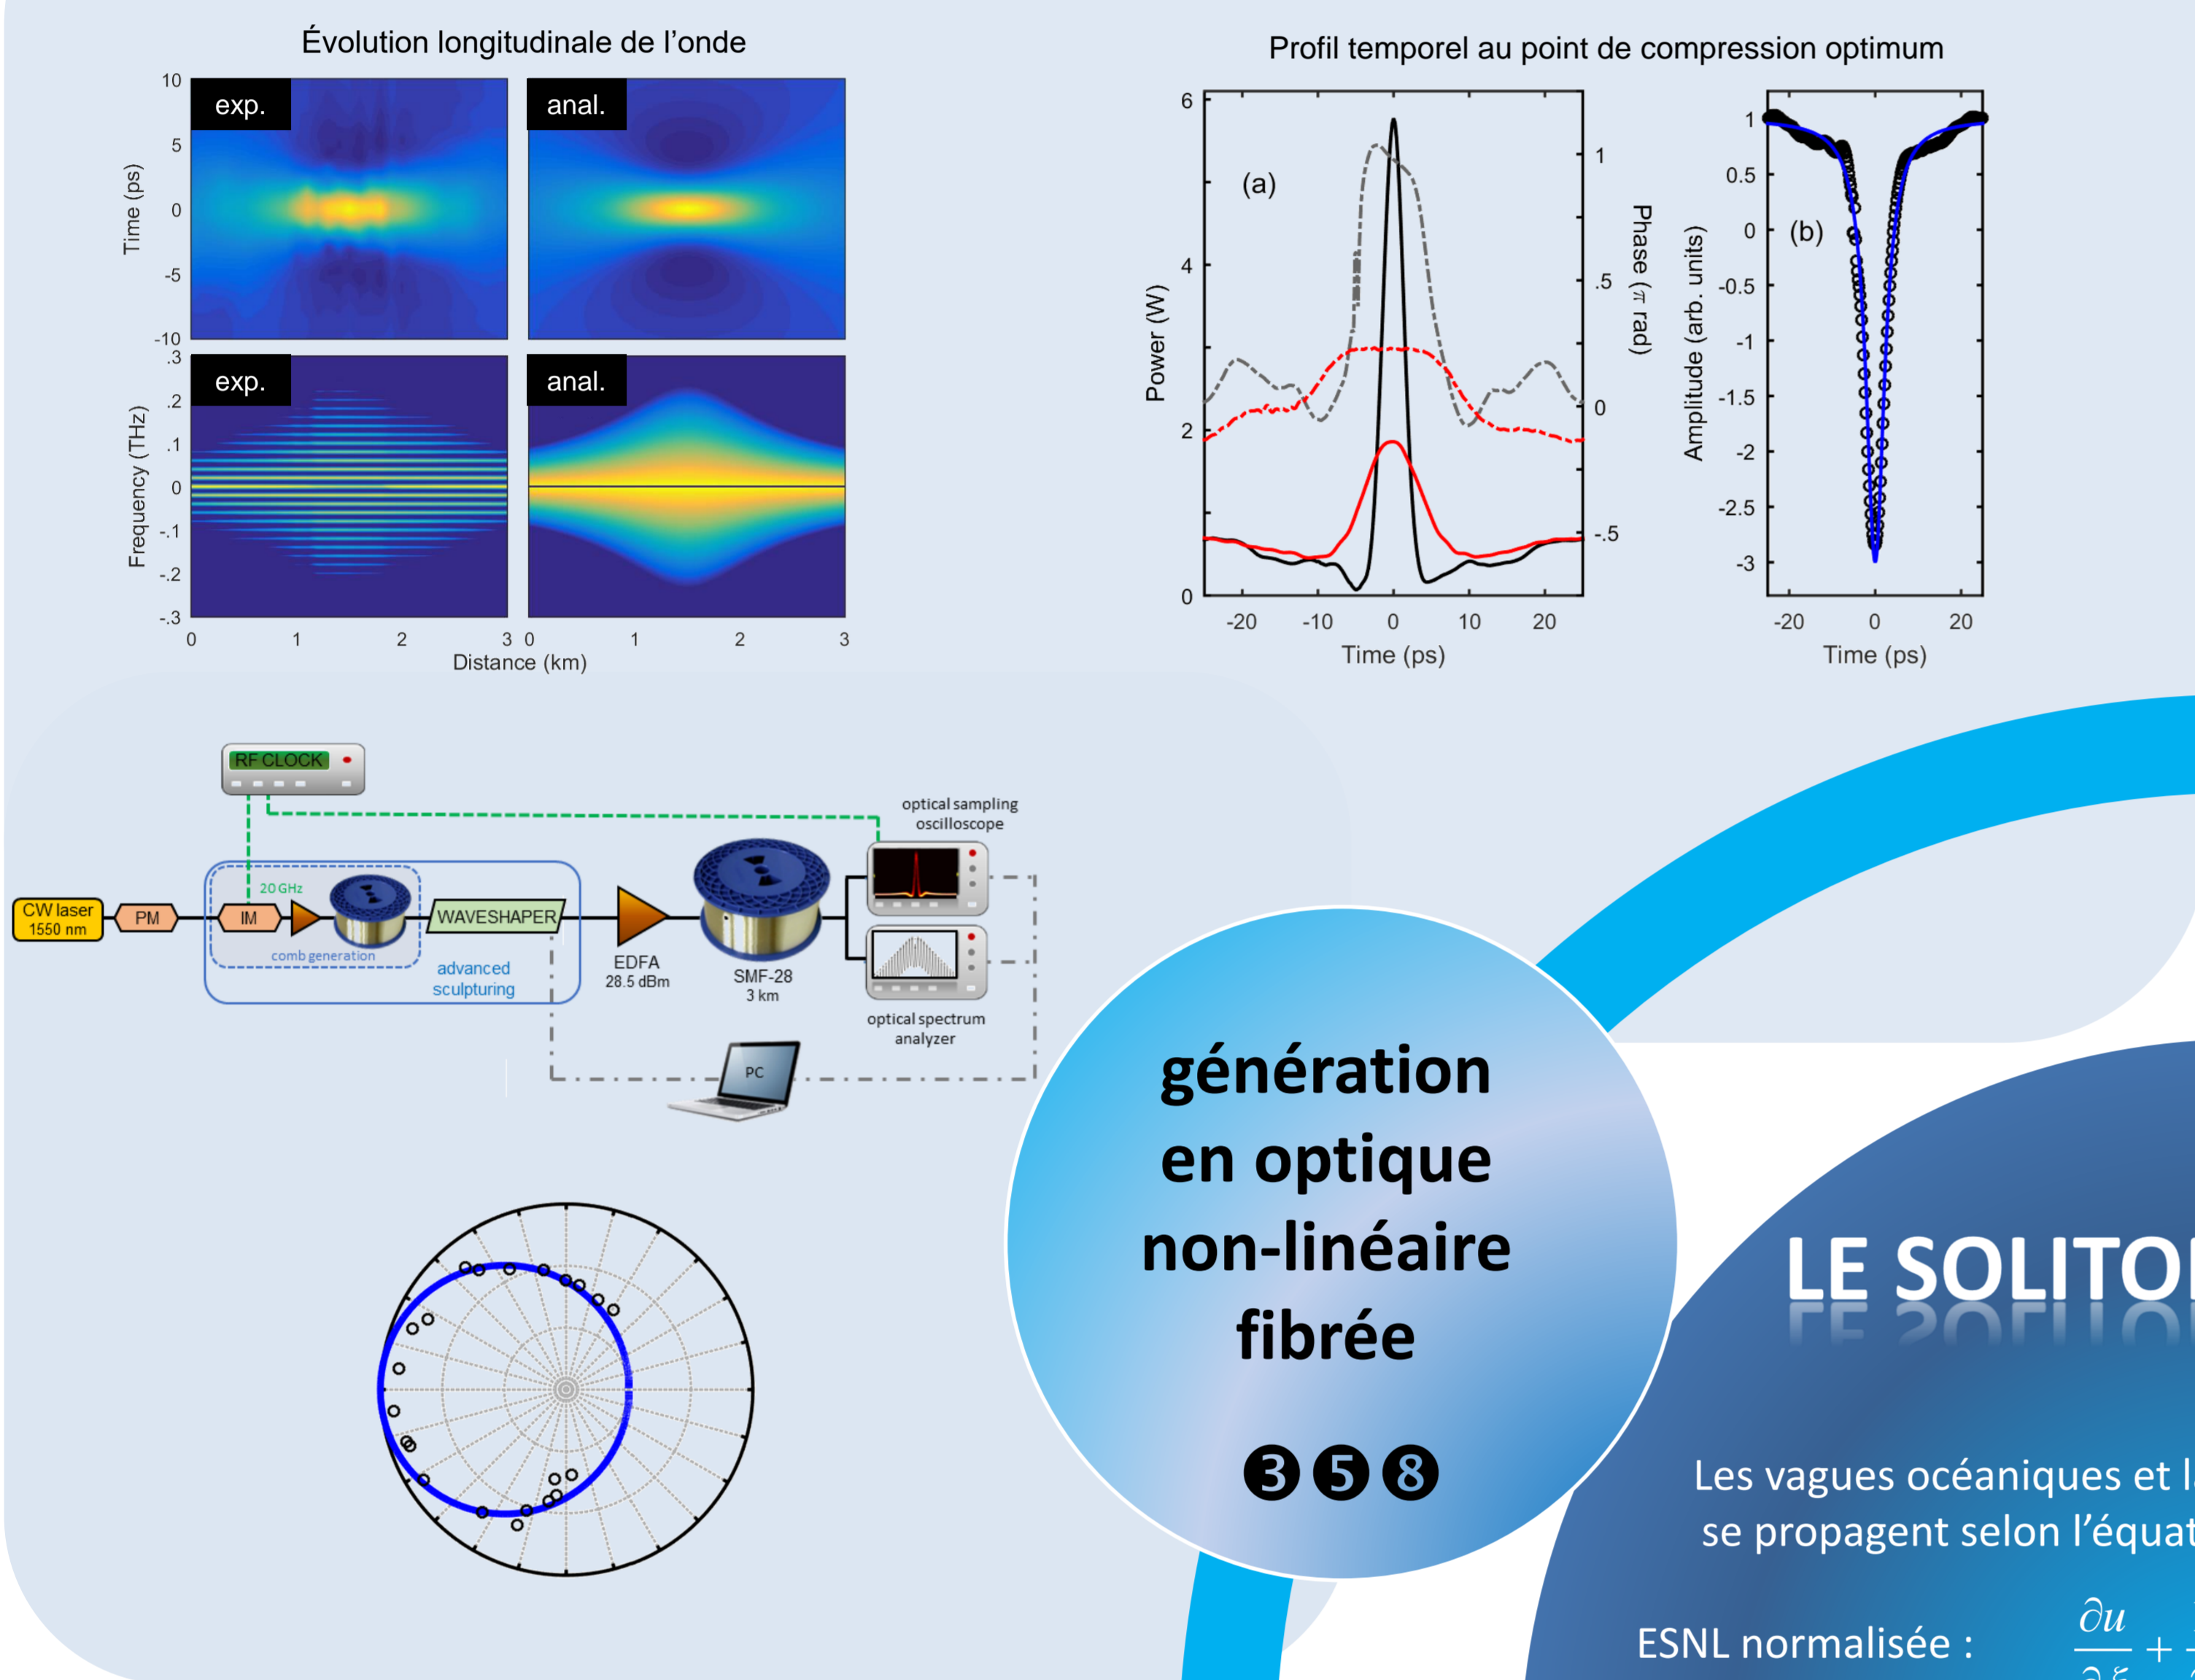 Évolution longitudinale de l’onde
exp.
anal.
10
5
0
-5
-10
Time (ps)
exp.
anal.
.3
.2
.1
0
-.1
-.2
-.3
Frequency (THz)
0 1 2 3 0 1 2 3
Distance (km)
Profil temporel au point de compression optimum
(a)
6
4
2
0
Power (W)
1
.5
0
-.5
Phase (π rad)
-20 -10 0 10 20
Time (ps)
(b)
1
0.5
0
-0.5
-1
-1.5
-2
-2.5
-3
Amplitude (arb. units)
-20 0 20
Time (ps)
RF CLOCK
optical sampling
oscilloscope
20 GHz
CW laser
1550 nm
PM
IM
WAVESHAPER
comb generation
advanced
sculpturing
EDFA
28.5 dBm
SMF-28
3 km
optical spectrum
analyzer
PC
génération
en optique
non-linéaire
fibrée
❸❺❽
LE SOLITO
Les vagues océaniques et l
se propagent selon l’équat
ESNL normalisée :
∂u
+
∂ξ